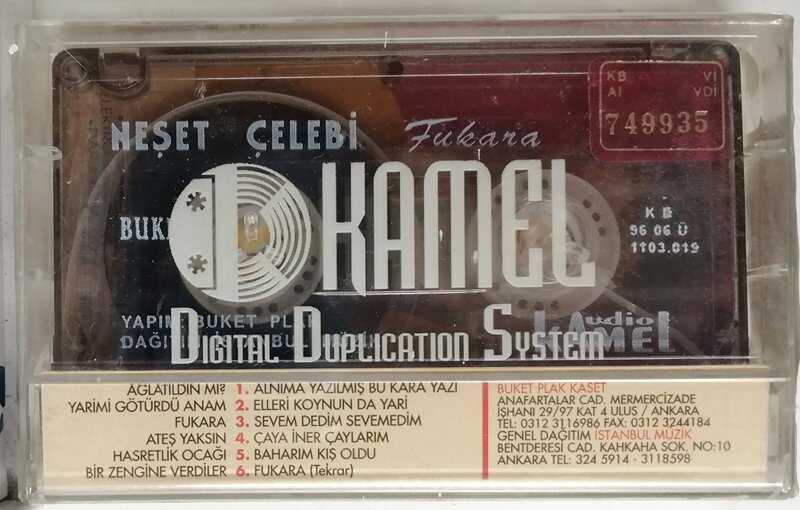 NEŞET ÇELEBİ Fukara
KB VI
AI VDİ
749935
KAMEL
KB
96 06 Ü
1103.019
YAPIM BUKET PLAK
Audio
KAMEL
DIGITAL DUPLICATION SYSTEM
AĞLATILDIN MI? 1. ALNIMA YAZILMIŞ BU KARA YAZI
YARİMİ GÖTÜRDÜ ANAM 2. ELLERİ KOYNUN DA YARİ
FUKARA 3. SEVEM DEDİM SEVEMEDİM
ATEŞ YAKSIN 4. ÇAYA İNER ÇAYLARIM
HASRETLİK OCAĞI 5. BAHARIM KIŞ OLDU
BİR ZENGİNE VERDİLER 6. FUKARA (Tekrar)
BUKET PLAK KASET
ANAFARTALAR CAD. MERMERCİZADE
İŞHANI 29/97 KAT 4 ULUS / ANKARA
TEL: 0312 3116986 FAX: 0312 3244184
GENEL DAĞITIM İSTANBUL MÜZİK
BENTDERESİ CAD. KAHKAHA SOK. NO:10
ANKARA TEL: 324 5914 - 3118598